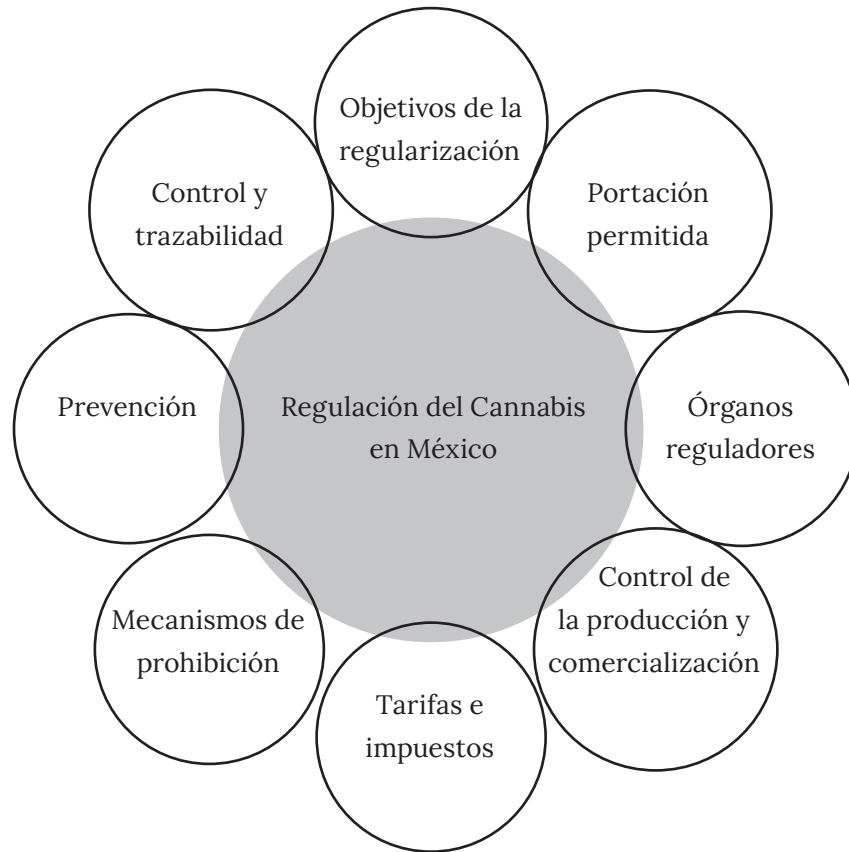 Objetivos de la
regularización
Portación
permitida
Órganos
reguladores
Control de
la producción y
comercialización
Tarifas e
impuestos
Mecanismos de
prohibición
Prevención
Control y
trazabilidad
Regulación del Cannabis
en México